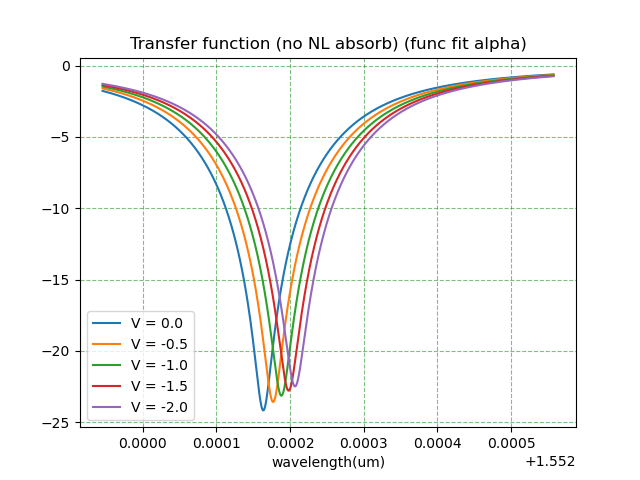 Transfer function (no NL absorb) (func fit alpha)
0
−5
−10
−15
−20
−25
V = 0.0
V = -0.5
V = -1.0
V = -1.5
V = -2.0
0.0000 0.0001 0.0002 0.0003 0.0004 0.0005
wavelength(um)
+1.552